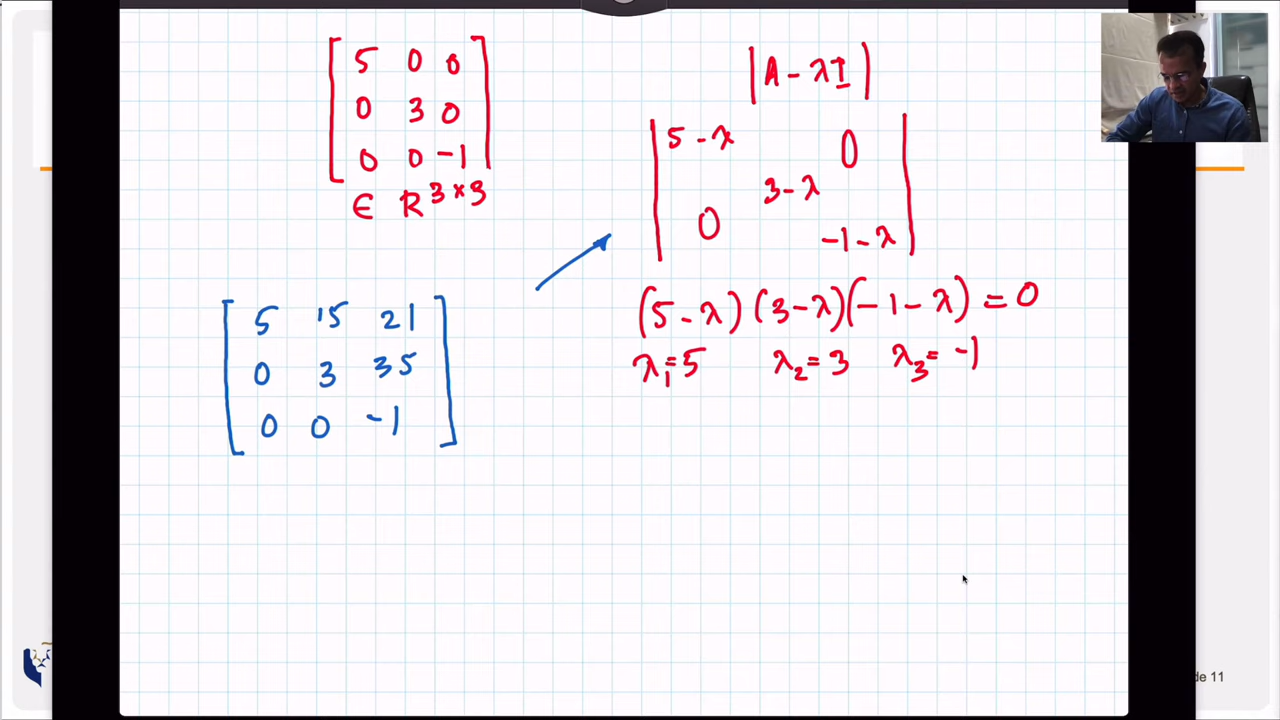 5 0 0
0 3 0
0 0 -1
∈ R^3×3
|A - λI|
5-λ 0
3-λ
0 -1-λ
(5-λ)(3-λ)(-1-λ) = 0
λ₁=5 λ₂=3 λ₃=-1
5 15 21
0 3 35
0 0 -1
de 11